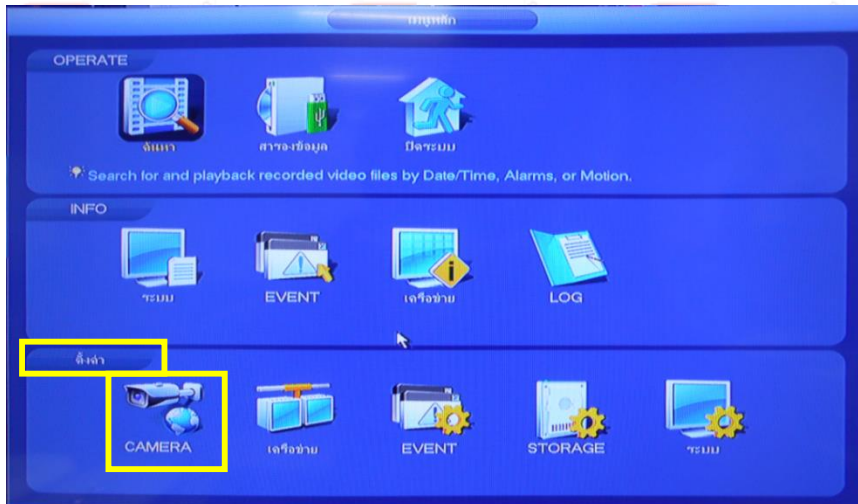 เมนูหลัก
OPERATE
ค้นหา สำรองข้อมูล ปิดระบบ
Search for and playback recorded video files by Date/Time, Alarms, or Motion.
INFO
ระบบ EVENT เครือข่าย LOG
ตั้งค่า
CAMERA เครือข่าย EVENT STORAGE ระบบ